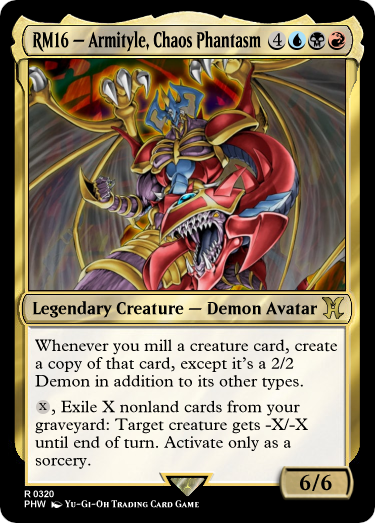 RM16 — Armityle, Chaos Phantasm 4
Legendary Creature — Demon Avatar
Whenever you mill a creature card, create
a copy of that card, except it's a 2/2
Demon in addition to its other types.
X, Exile X nonland cards from your
graveyard: Target creature gets -X/-X
until end of turn. Activate only as a
sorcery.
6/6
R 0320
PHW Yu-Gi-Oh Trading Card Game